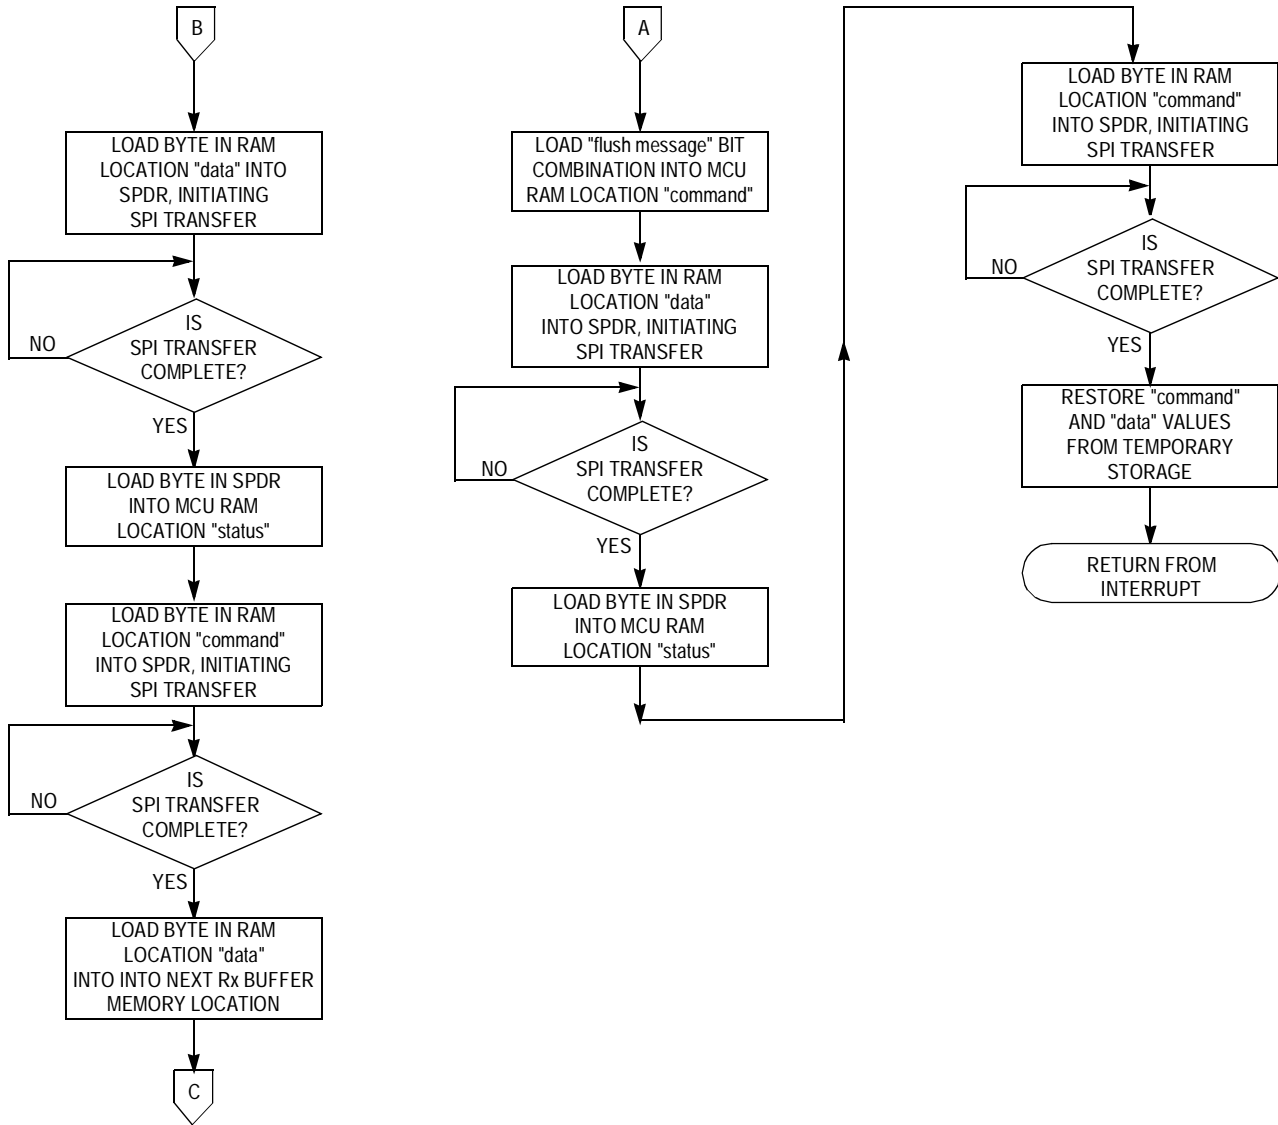 B
LOAD BYTE IN RAM
LOCATION "data" INTO
SPDR, INITIATING
SPI TRANSFER
IS
SPI TRANSFER
COMPLETE?
NO
YES
LOAD BYTE IN SPDR
INTO MCU RAM
LOCATION "status"
LOAD BYTE IN RAM
LOCATION "command"
INTO SPDR, INITIATING
SPI TRANSFER
IS
SPI TRANSFER
COMPLETE?
NO
YES
LOAD BYTE IN RAM
LOCATION "data"
INTO INTO NEXT Rx BUFFER
MEMORY LOCATION
C
A
LOAD "flush message" BIT
COMBINATION INTO MCU
RAM LOCATION "command"
LOAD BYTE IN RAM
LOCATION "data"
INTO SPDR, INITIATING
SPI TRANSFER
IS
SPI TRANSFER
COMPLETE?
NO
YES
LOAD BYTE IN SPDR
INTO MCU RAM
LOCATION "status"
LOAD BYTE IN RAM
LOCATION "command"
INTO SPDR, INITIATING
SPI TRANSFER
IS
SPI TRANSFER
COMPLETE?
NO
YES
RESTORE "command"
AND "data" VALUES
FROM TEMPORARY
STORAGE
RETURN FROM
INTERRUPT